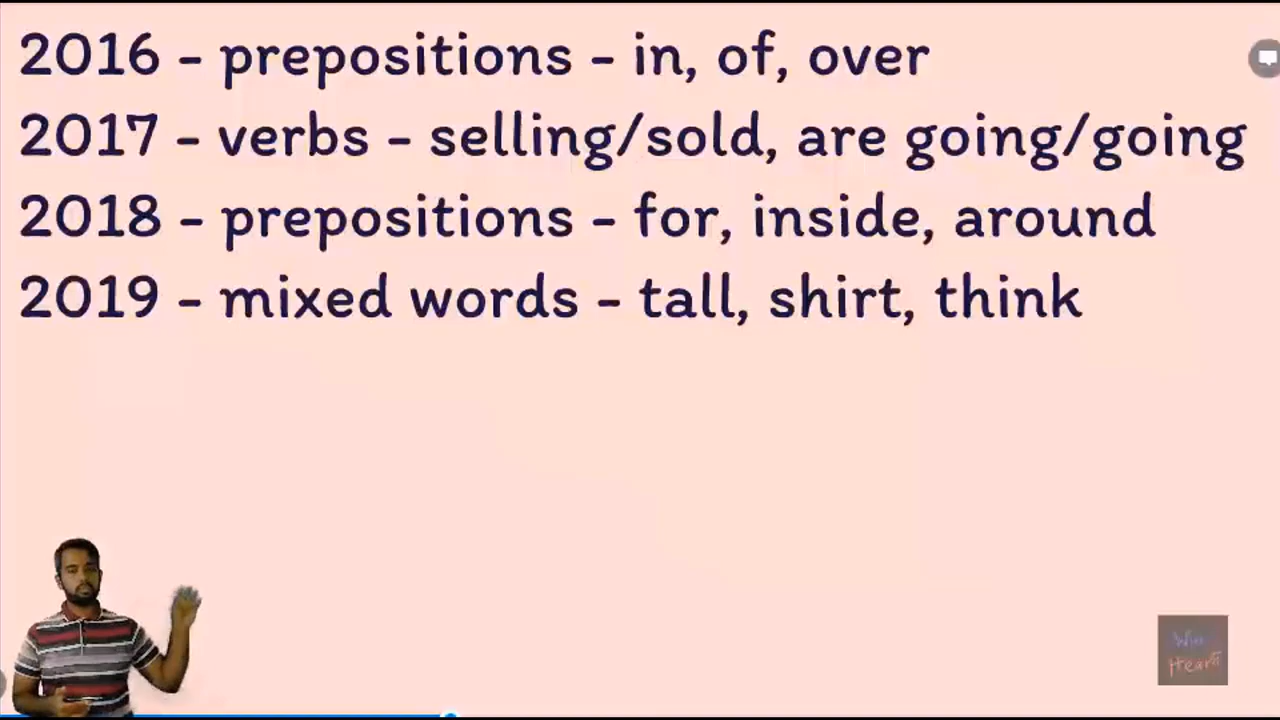 2016 - prepositions - in, of, over
2017 - verbs - selling/sold, are going/going
2018 - prepositions - for, inside, around
2019 - mixed words - tall, shirt, think
Heart